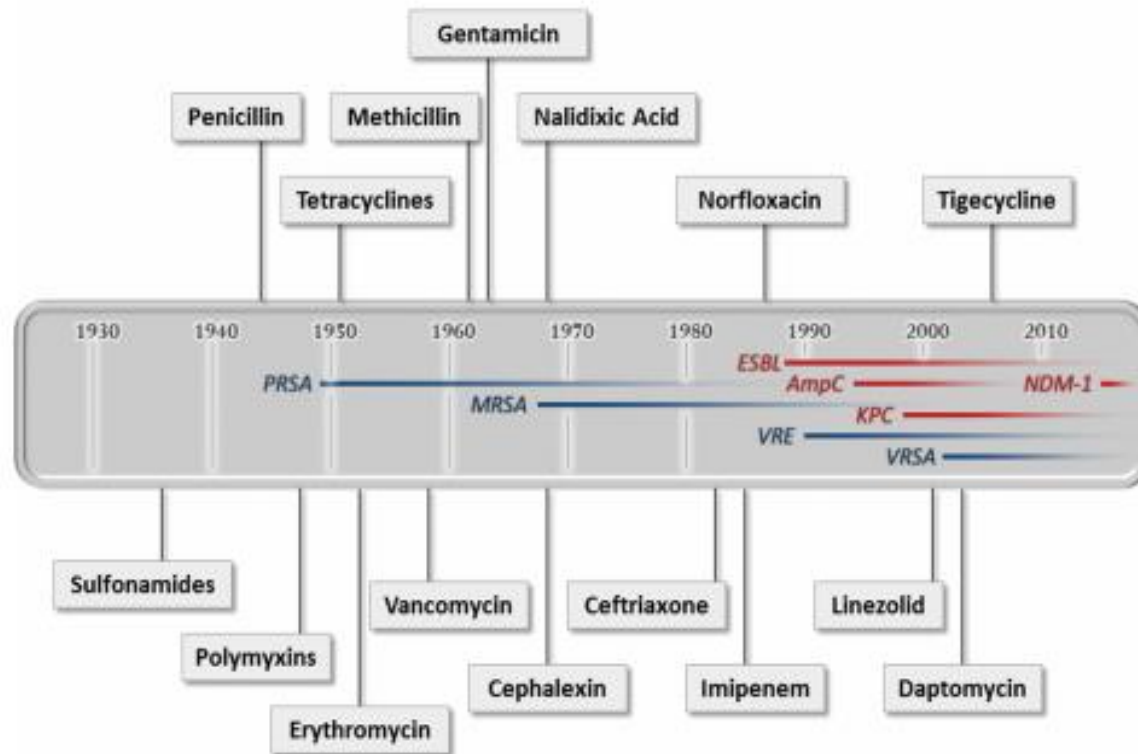 Gentamicin
Penicillin Methicillin Nalidixic Acid
Tetracyclines Norfloxacin Tigecycline
1930 1940 1950 1960 1970 1980 1990 2000 2010
ESBL
PRSA AmpC NDM-1
MRSA KPC
VRE
VRSA
Sulfonamides Vancomycin Ceftriaxone Linezolid
Polymyxins Cephalexin Imipenem Daptomycin
Erythromycin